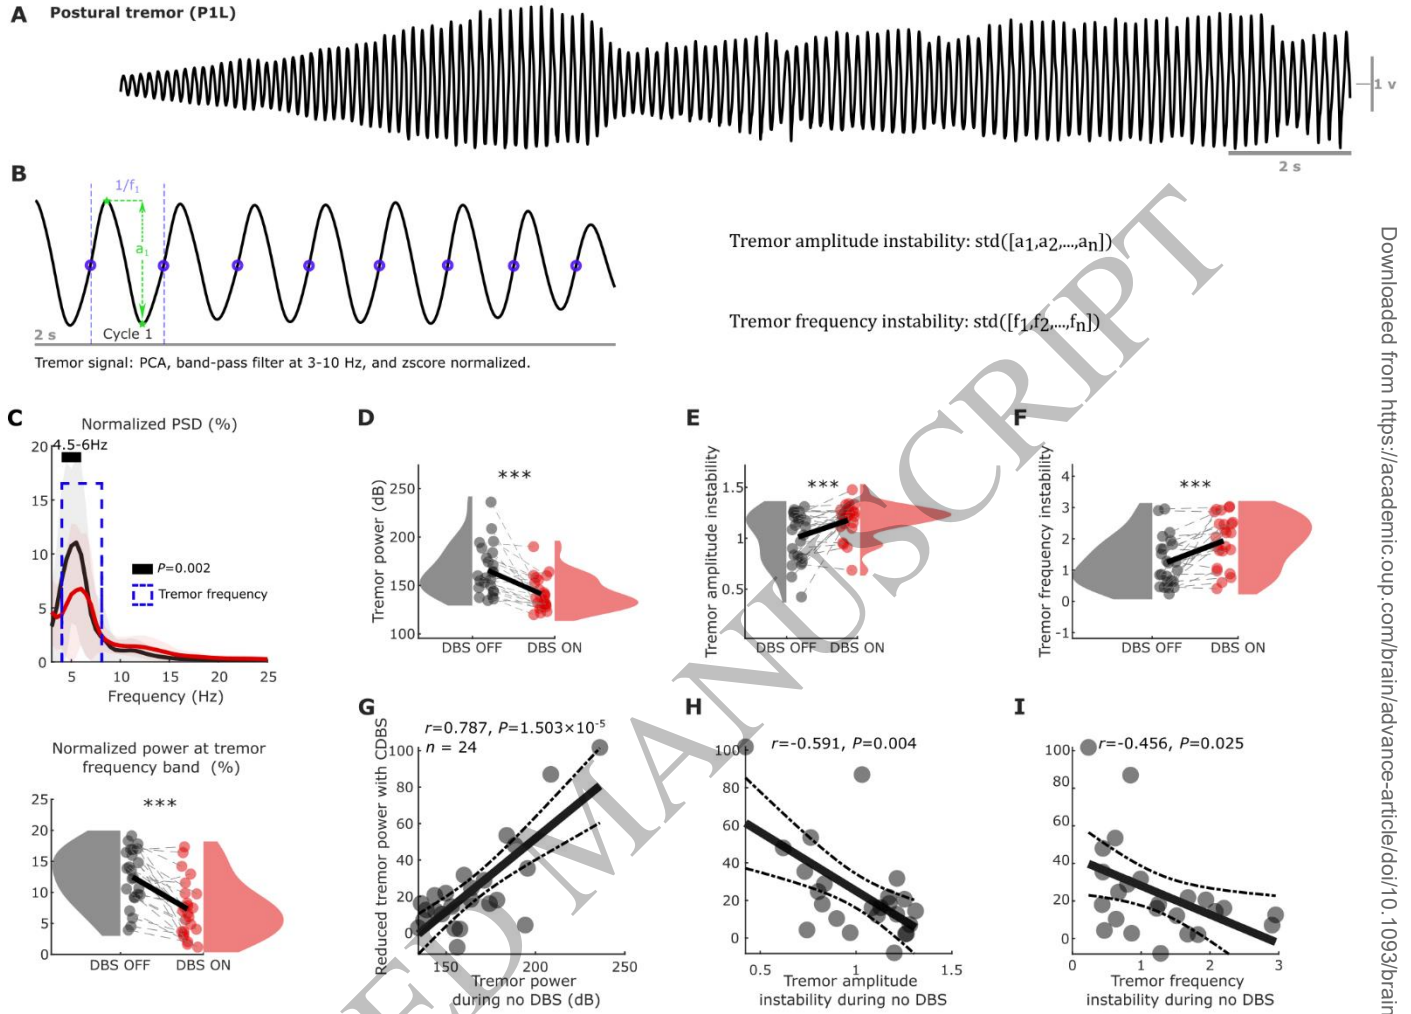 A Postural tremor (P1L)
1 v
2 s
B
1/f1
a1
2 s
Cycle 1
Tremor signal: PCA, band-pass filter at 3-10 Hz, and zscore normalized.
Tremor amplitude instability: std([a1,a2,...,an])
Tremor frequency instability: std([f1,f2,...,fn])
C
Normalized PSD (%)
4.5-6Hz
20
15
10
5
0
P=0.002
Tremor frequency
5 10 15 20 25
Frequency (Hz)
Normalized power at tremor
frequency band (%)
***
25
20
15
10
5
0
DBS OFF DBS ON
D
***
Tremor power (dB)
250
200
150
100
DBS OFF DBS ON
E
***
Tremor amplitude instability
1.5
1
0.5
DBS OFF DBS ON
F
***
Tremor frequency instability
4
3
2
1
0
-1
DBS OFF DBS ON
G
r=0.787, P=1.503×10-5
n = 24
Reduced tremor power with CDBS
100
80
60
40
20
0
150 200 250
Tremor power
during no DBS (dB)
H
r=-0.591, P=0.004
100
80
60
40
20
0
0.5 1 1.5
Tremor amplitude
instability during no DBS
I
r=-0.456, P=0.025
100
80
60
40
20
0
0 1 2 3
Tremor frequency
instability during no DBS
ED MANUSCRIPT
Downloaded from https://academic.oup.com/brain/advance-article/doi/10.1093/brain